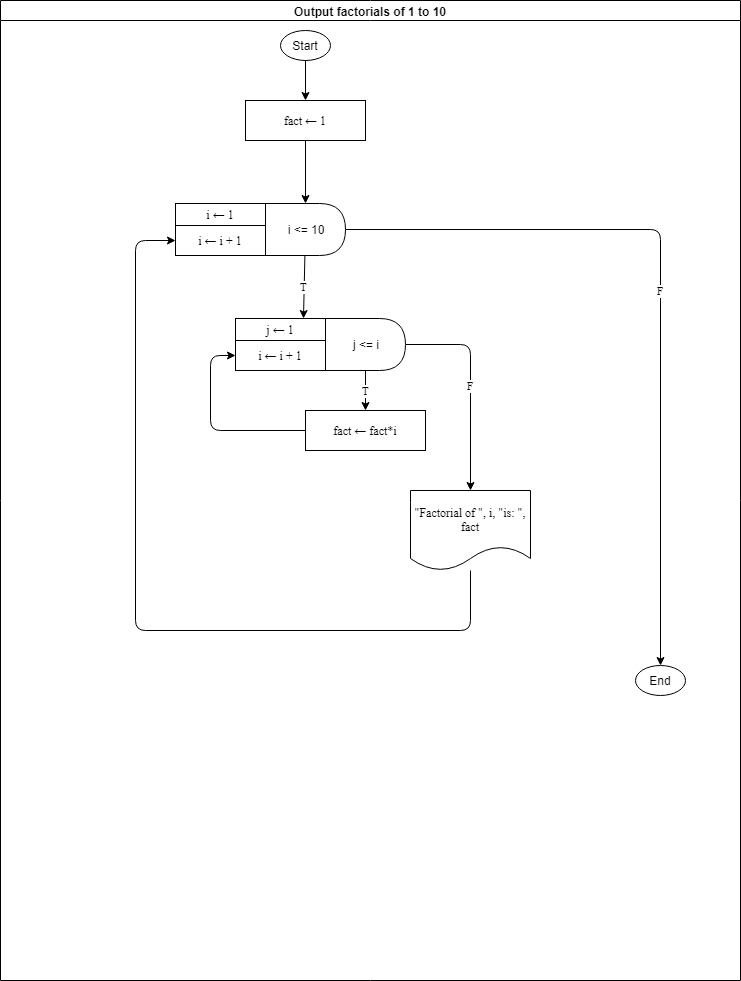 Output factorials of 1 to 10
Start
fact ← 1
i ← 1
i ← i + 1
i <= 10
T
F
j ← 1
i ← i + 1
j <= i
T
F
fact ← fact*i
"Factorial of ", i, "is: ",
fact
End